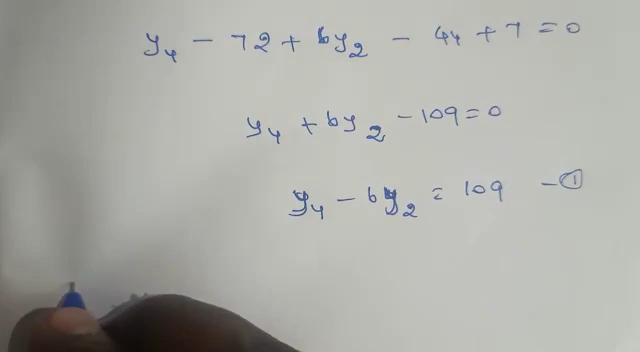 y₄ - 72 + 6y₂ - 44 + 7 = 0
y₄ + 6y₂ - 109 = 0
y₄ - 6y₂ = 109 - ①